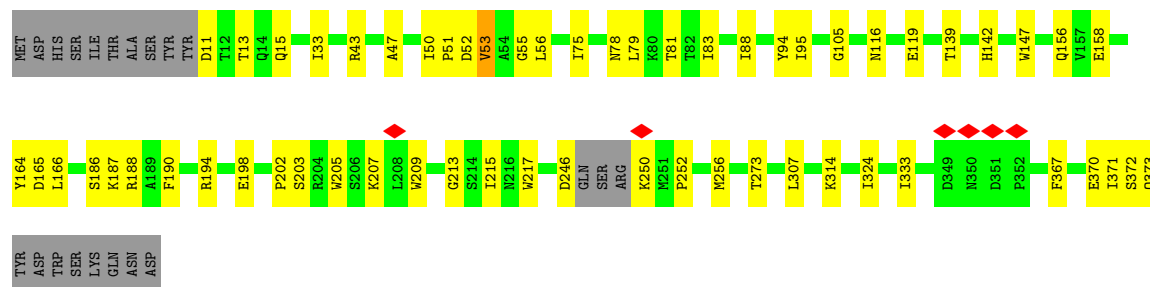 MET ASP HIS SER ILE THR ALA SER TYR TYR D11 T12 T13 Q14 Q15 I33 R43 A47 I50 P51 D52 V53 A54 G55 L56 I75 N78 L79 K80 T81 T82 I83 I88 Y94 I95 G105 N116 E119 T139 H142 W147 Q156 V157 E158
Y164 D165 L166 S186 K187 R188 A189 F190 R194 E198 P202 S203 R204 W205 S206 K207 L208 W209 G213 S214 I215 N216 W217 D246 GLN SER ARG K250 M251 P252 M256 T273 L307 K314 I324 I333 D349 N350 D351 P352 F367 E370 I371 S372
TYR ASP TRP SER LYS GLN ASN ASP